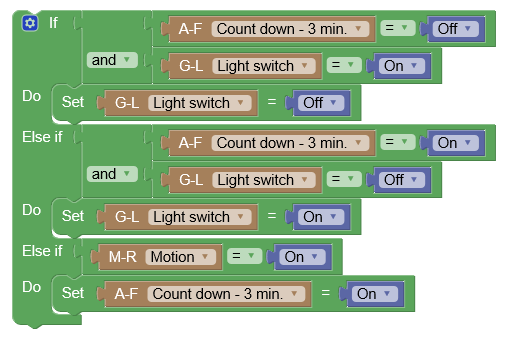 If A-F Count down - 3 min. = Off
and G-L Light switch = On
Do Set G-L Light switch = Off
Else if A-F Count down - 3 min. = On
and G-L Light switch = Off
Do Set G-L Light switch = On
Else if M-R Motion = On
Do Set A-F Count down - 3 min. = On